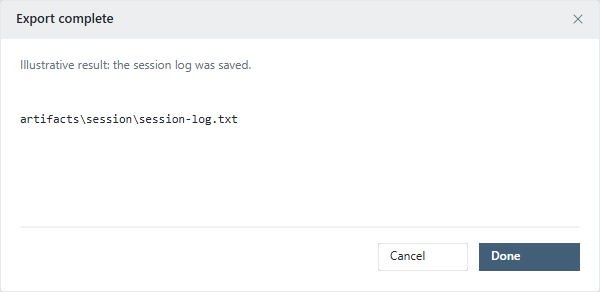 Export complete
Illustrative result: the session log was saved.
artifacts\session\session-log.txt
Cancel
Done